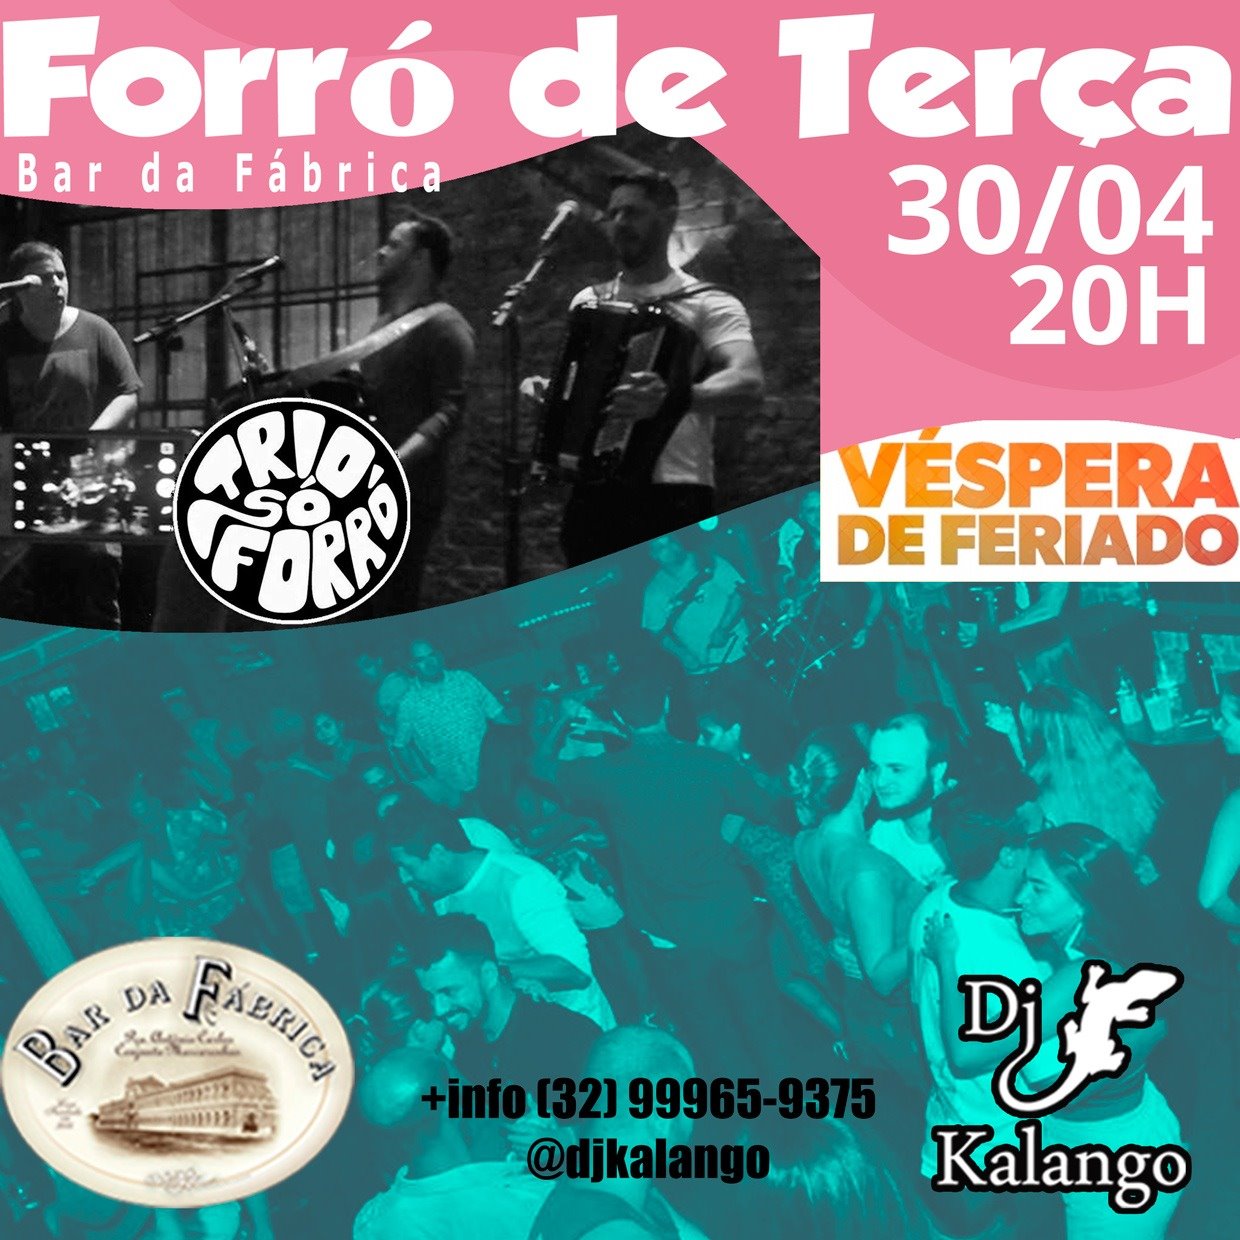 Forró de Terça
Bar da Fábrica
30/04
20H
VÉSPERA
DE FERIADO
TRIO
SÓ
FORRÓ
BAR DA FÁBRICA
+info (32) 99965-9375
@djkalango
Dj
Kalango